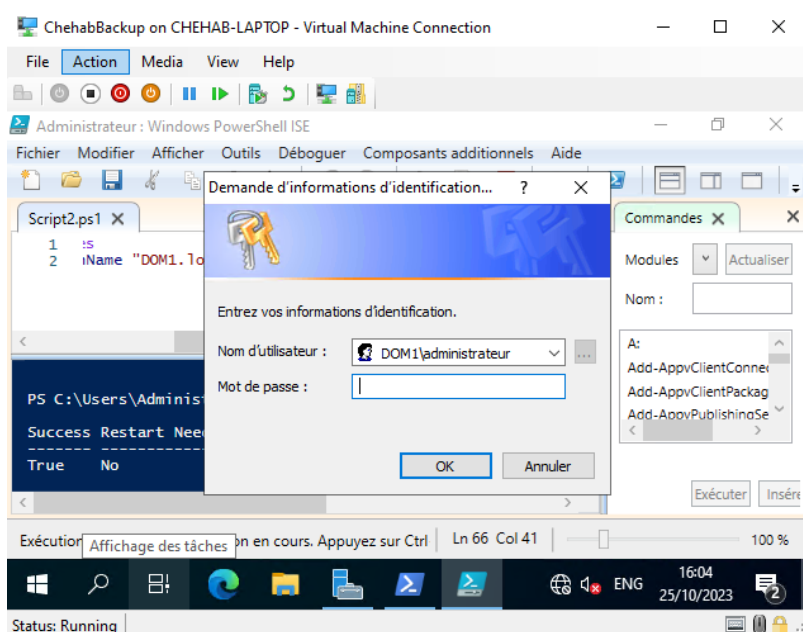 ChehabBackup on CHEHAB-LAPTOP - Virtual Machine Connection
File Action Media View Help
Administrateur : Windows PowerShell ISE
Fichier Modifier Afficher Outils Déboguer Composants additionnels Aide
Demande d'informations d'identification... ?
Script2.ps1
Commandes
1
2 "DOM1.lo
Modules Actualiser
Entrez vos informations d'identification.
Nom :
Nom d'utilisateur : DOM1\administrateur ...
A:
Mot de passe :
Add-AppvClientConnec
Add-AppvClientPackag
Add-AppvPublishingSe
PS C:\Users\Adminis
Success Restart Nee
------- ------------
True No
OK Annuler
Exécuter Insére
Exécution Affichage des tâches on en cours. Appuyez sur Ctrl Ln 66 Col 41 100 %
ENG 16:04
25/10/2023 2
Status: Running